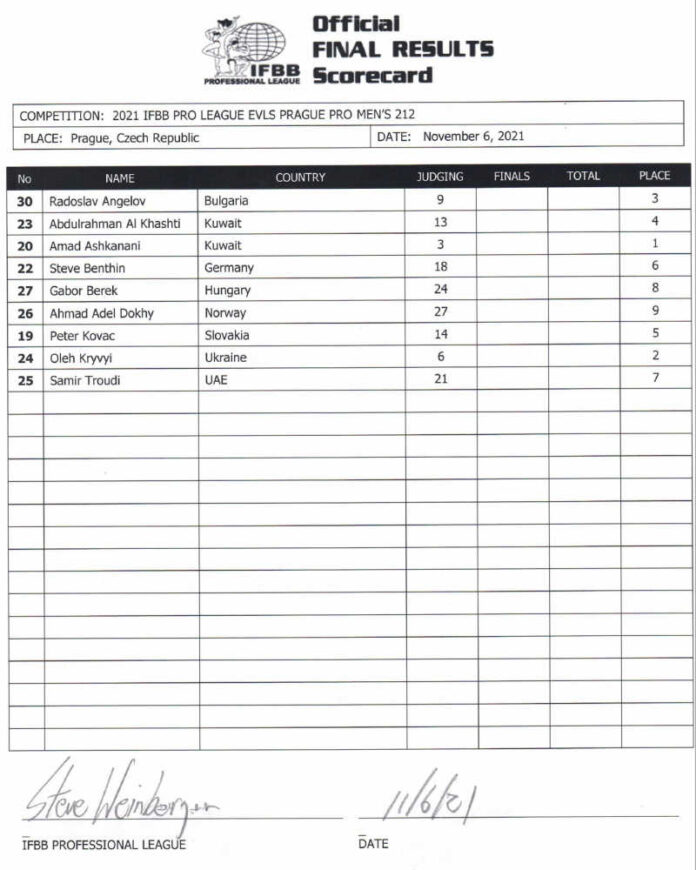 Official
FINAL RESULTS
Scorecard
IFBB
PROFESSIONAL LEAGUE
COMPETITION: 2021 IFBB PRO LEAGUE EVLS PRAGUE PRO MEN'S 212
PLACE: Prague, Czech Republic DATE: November 6, 2021
No NAME COUNTRY JUDGING FINALS TOTAL PLACE
30 Radoslav Angelov Bulgaria 9 3
23 Abdulrahman Al Khashti Kuwait 13 4
20 Amad Ashkanani Kuwait 3 1
22 Steve Benthin Germany 18 6
27 Gabor Berek Hungary 24 8
26 Ahmad Adel Dokhy Norway 27 9
19 Peter Kovac Slovakia 14 5
24 Oleh Kryvyi Ukraine 6 2
25 Samir Troudi UAE 21 7
Steve Weinberger 11/6/21
IFBB PROFESSIONAL LEAGUE DATE